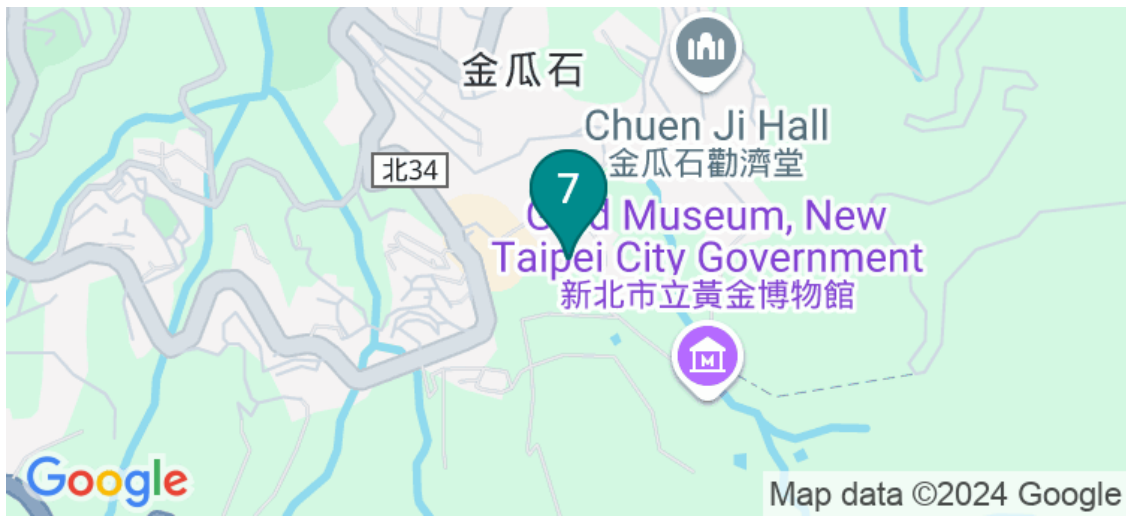 金瓜石
Chuen Ji Hall
金瓜石勸濟堂
北34
7
Museum, New
Taipei City Government
新北市立黃金博物館
M
Google
Map data ©2024 Google